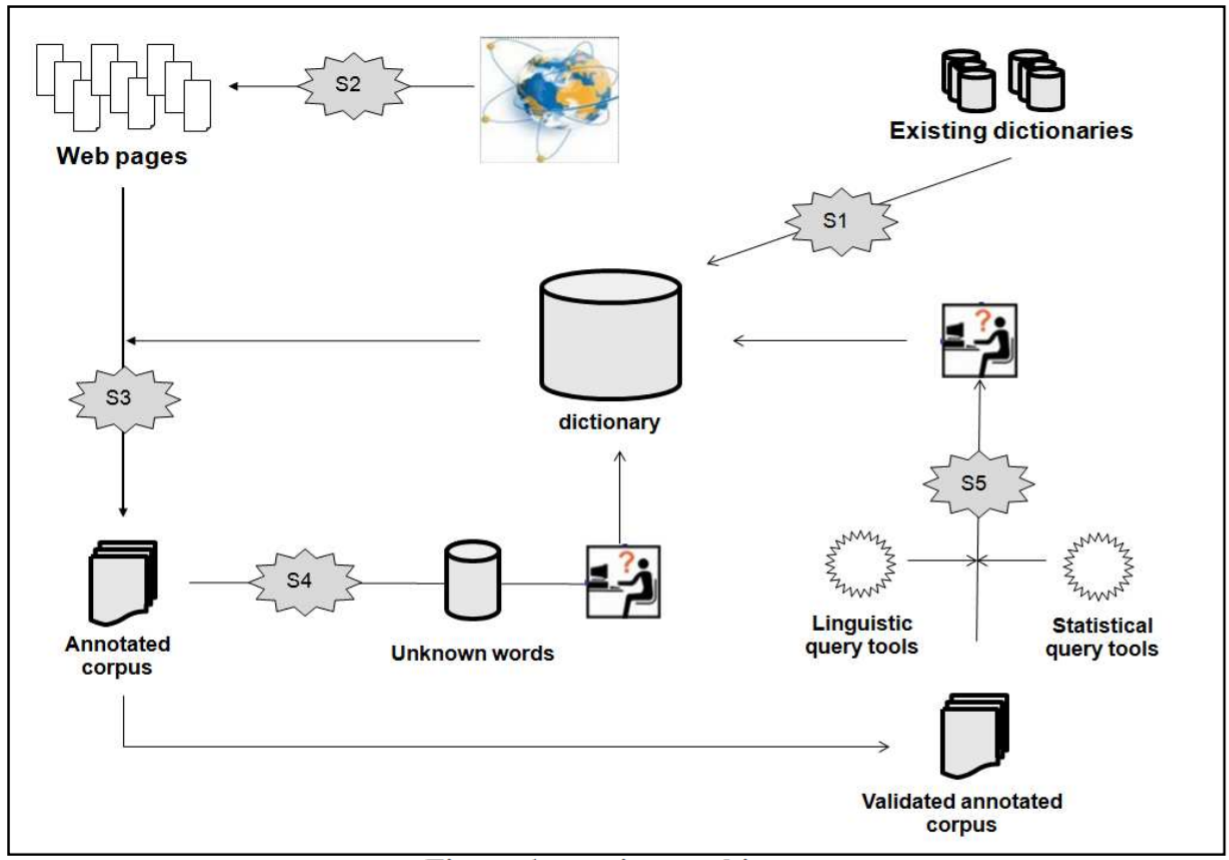 S2
Web pages
Existing dictionaries
S1
?
S3
dictionary
S5
?
S4
Linguistic
query tools
Statistical
query tools
Annotated
corpus
Unknown words
Validated annotated
corpus